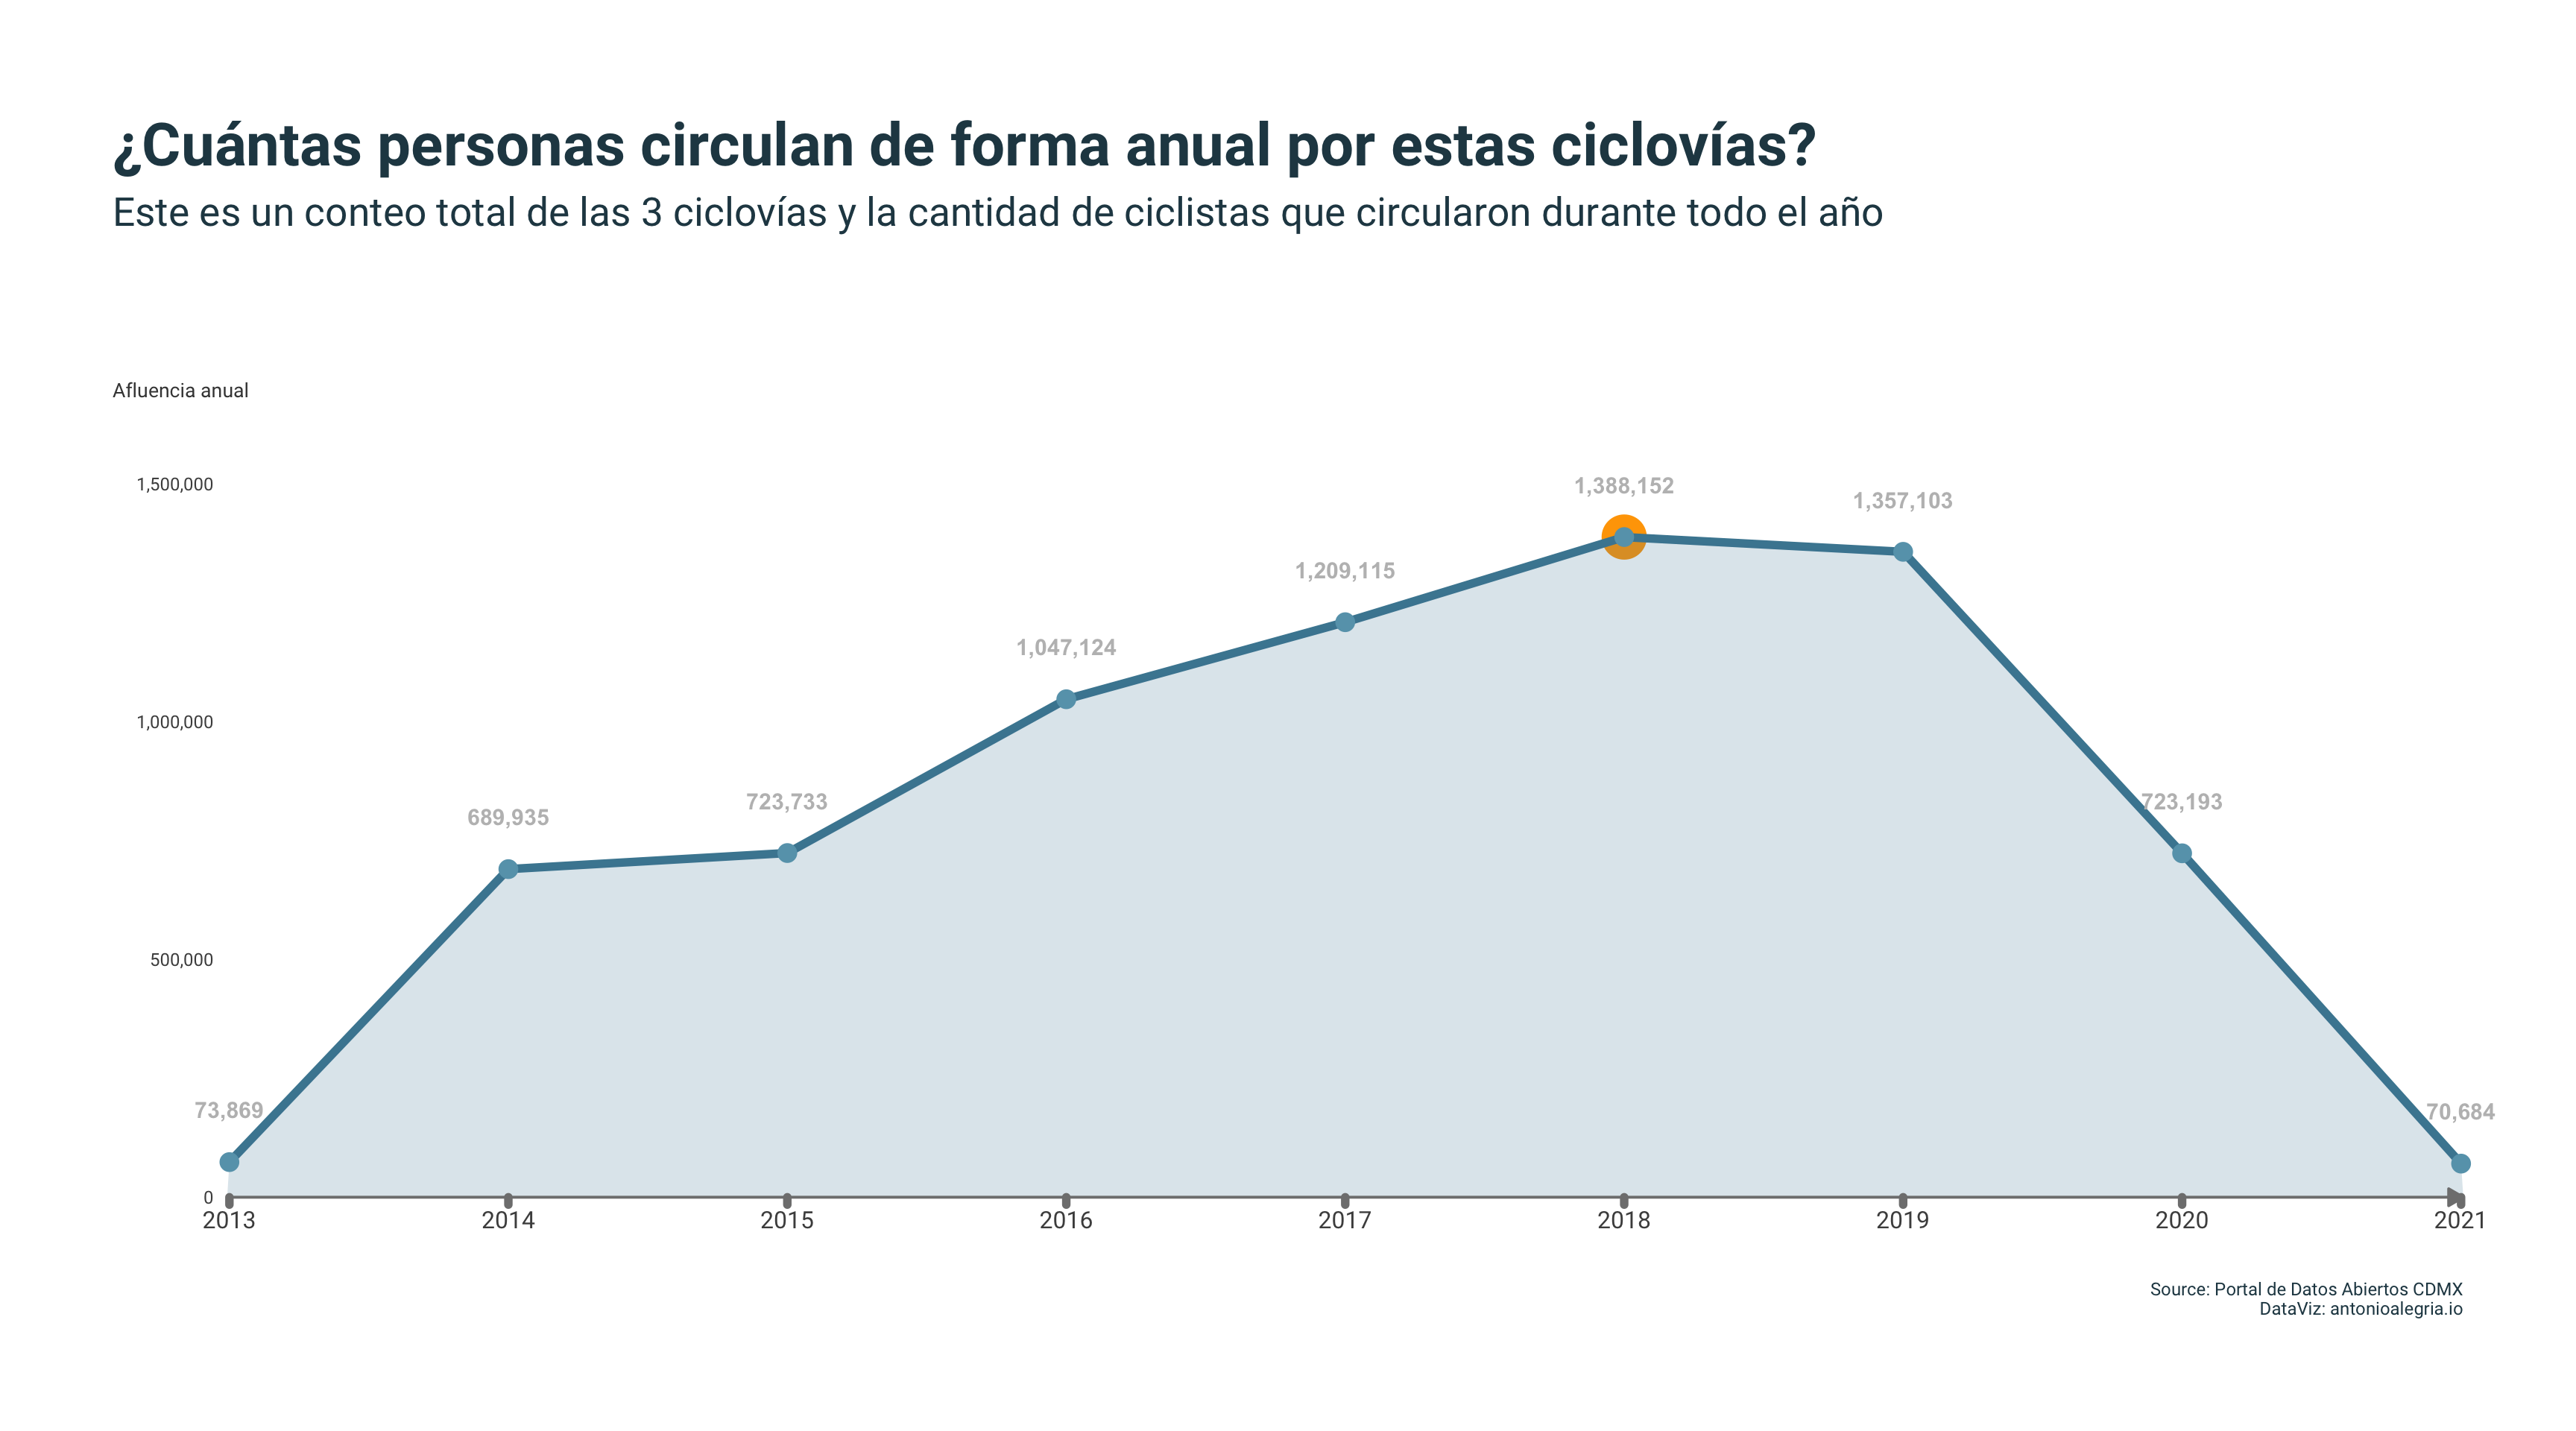 ¿Cuántas personas circulan de forma anual por estas ciclovías?
Este es un conteo total de las 3 ciclovías y la cantidad de ciclistas que circularon durante todo el año
Afluencia anual
1,500,000
1,000,000
500,000
0
73,869
689,935
723,733
1,047,124
1,209,115
1,388,152
1,357,103
723,193
70,684
2013 2014 2015 2016 2017 2018 2019 2020 2021
Source: Portal de Datos Abiertos CDMX
DataViz: antonioalegria.io